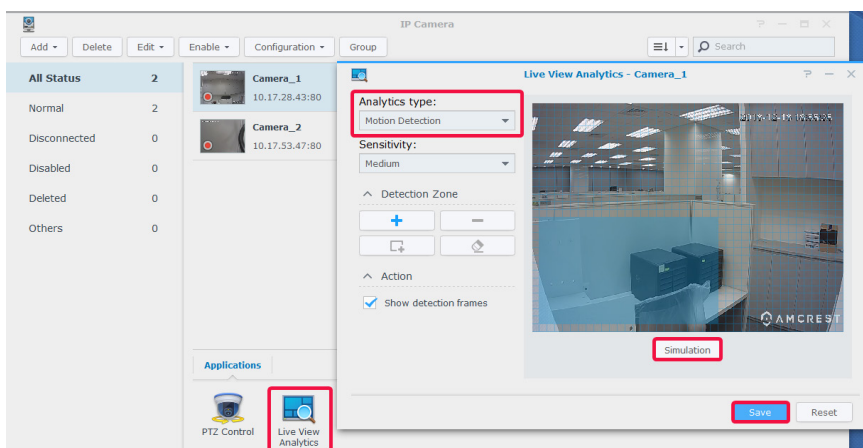 IP Camera
Add
Delete
Edit
Enable
Configuration
Group
Search
All Status 2
Normal 2
Disconnected 0
Disabled 0
Deleted 0
Others 0
Camera_1
10.17.28.43:80
Camera_2
10.17.53.47:80
Applications
PTZ Control
Live View
Analytics
Live View Analytics - Camera_1
Analytics type:
Motion Detection
Sensitivity:
Medium
Detection Zone
Action
Show detection frames
AMCREST
Simulation
Save
Reset